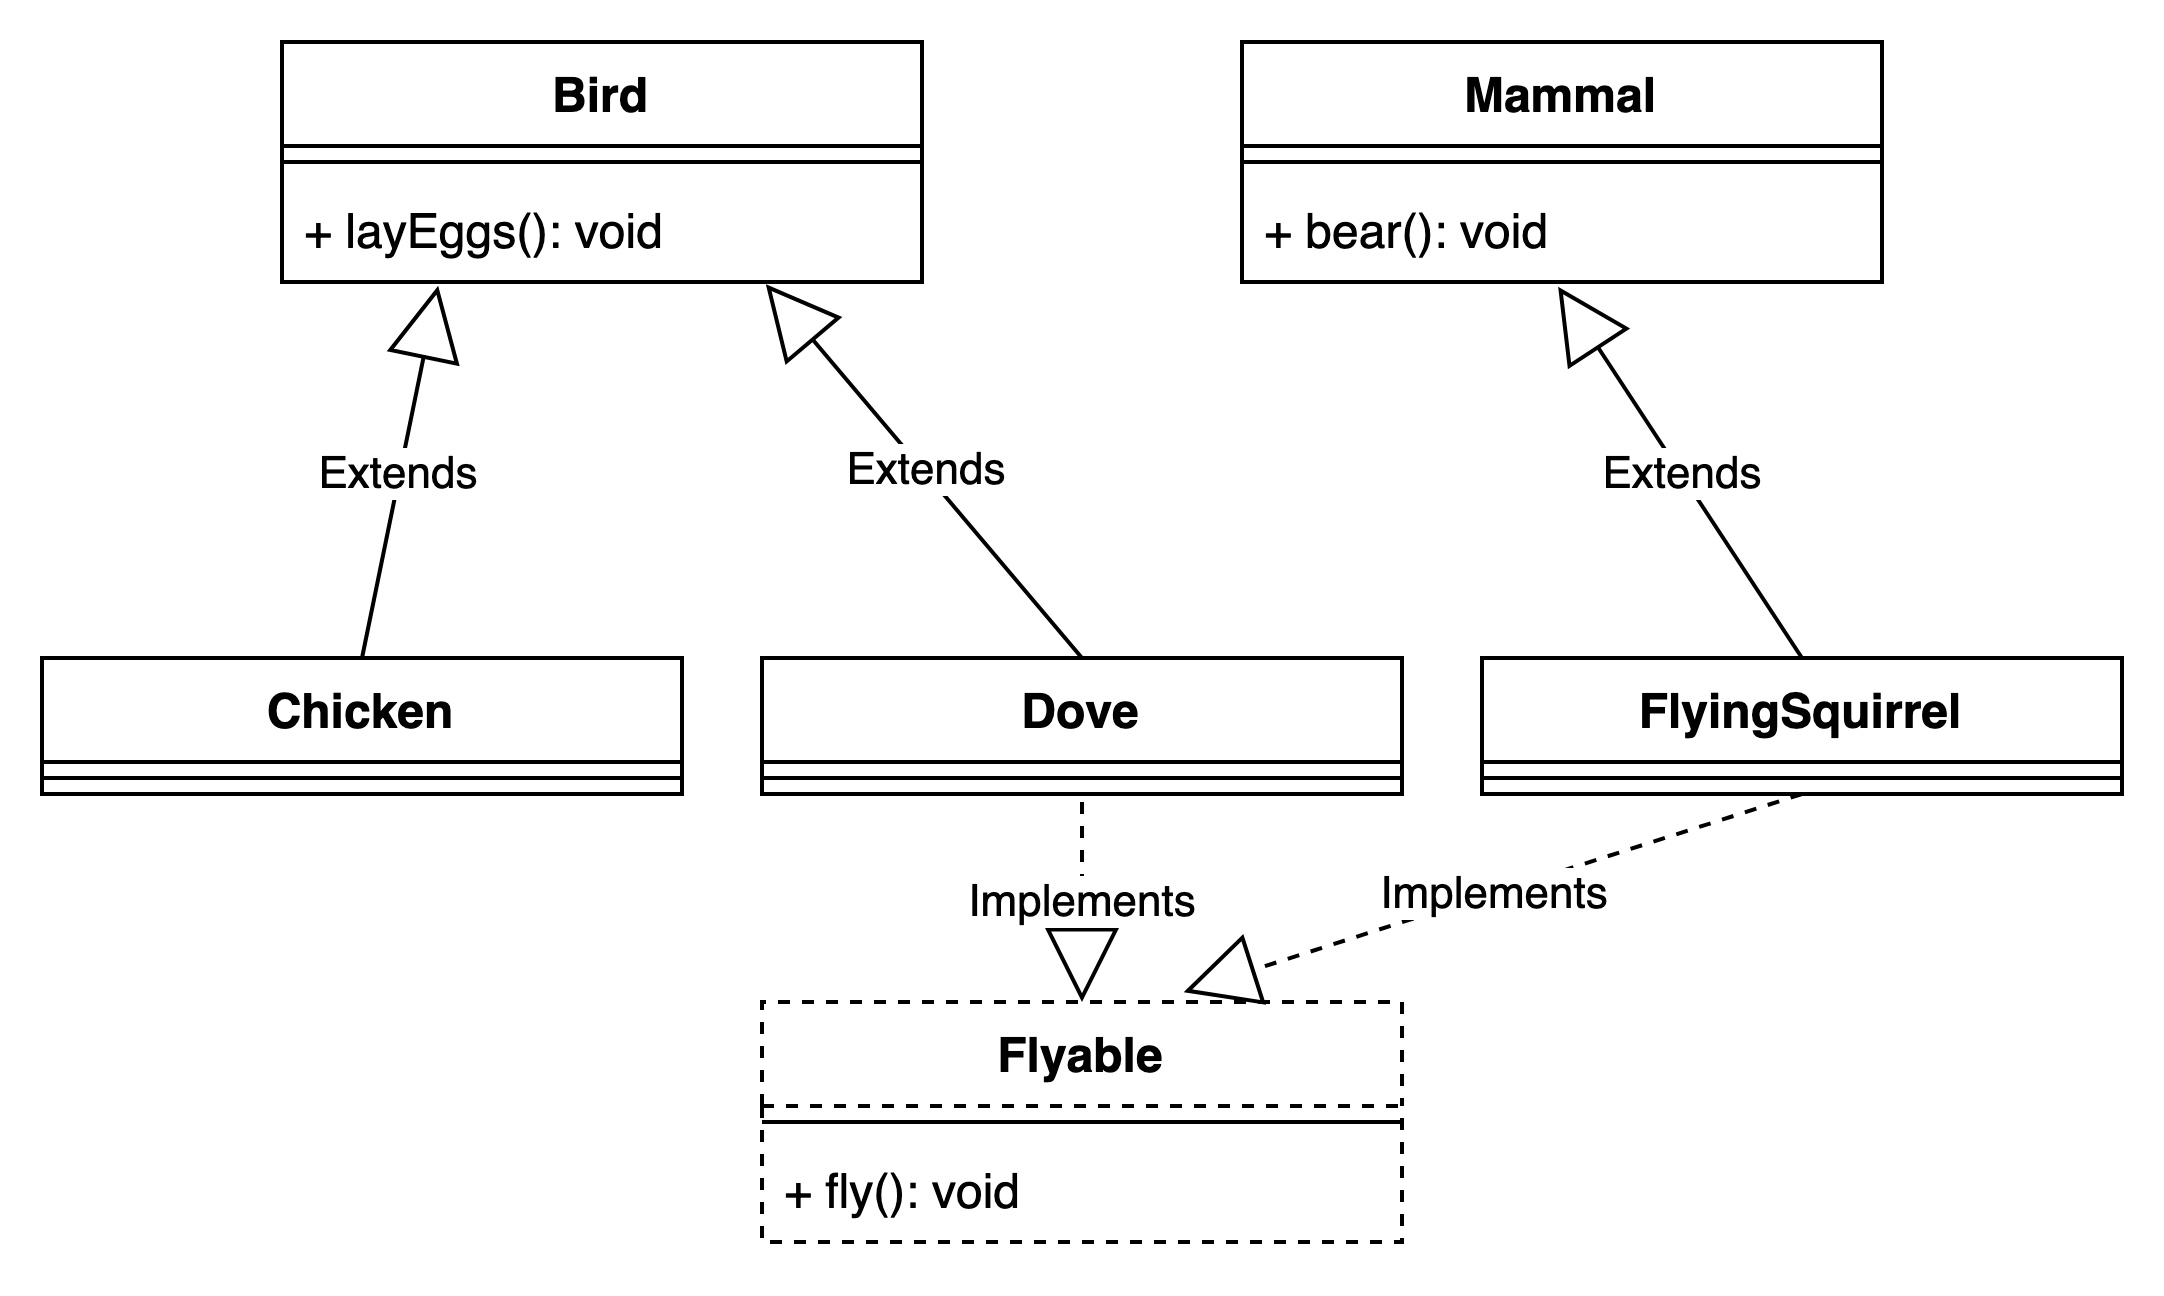 Bird
+ layEggs(): void
Mammal
+ bear(): void
Extends
Extends
Extends
Chicken
Dove
FlyingSquirrel
Implements
Implements
Flyable
+ fly(): void